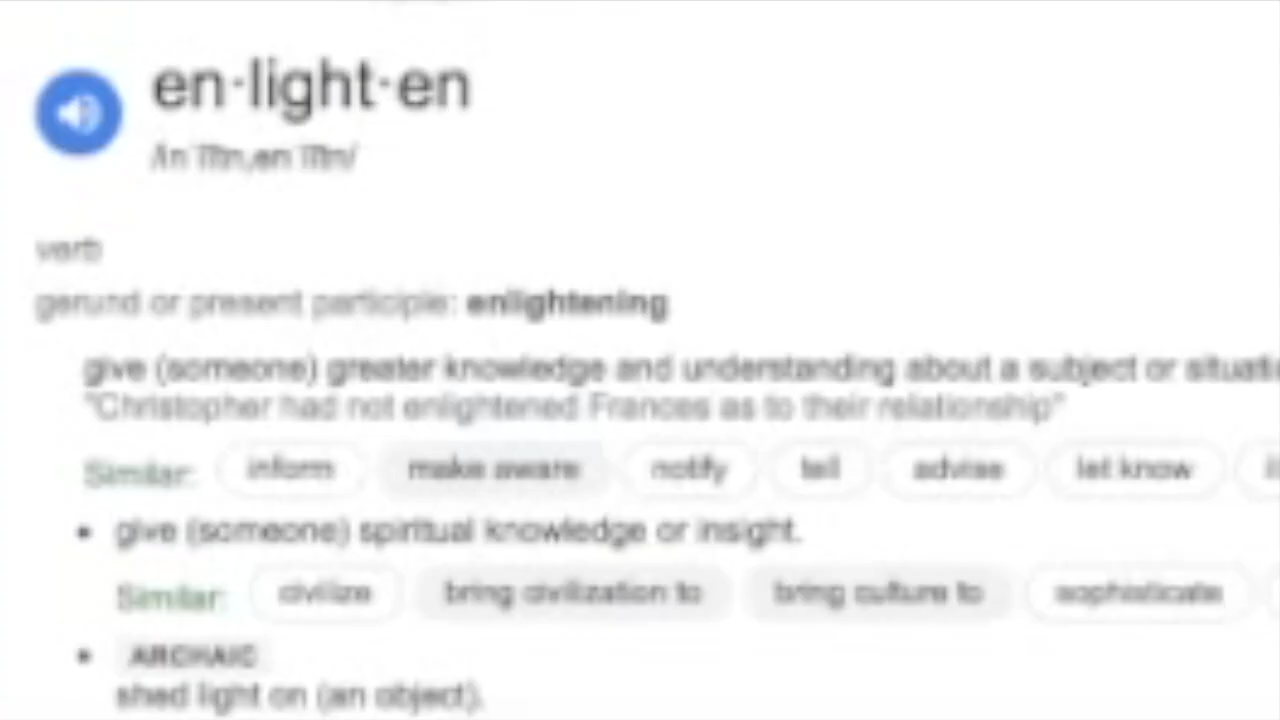 en·light·en
verb
gerund or present participle: enlightening
give (someone) greater knowledge and understanding about a subject or
"Christopher had not enlightened Frances as to their relationship"
Similar: inform make aware notify tell advise let know
• give (someone) spiritual knowledge or insight.
Similar: civilize bring civilization to bring culture to sophisticate
• ARCHAIC
shed light on (an object).